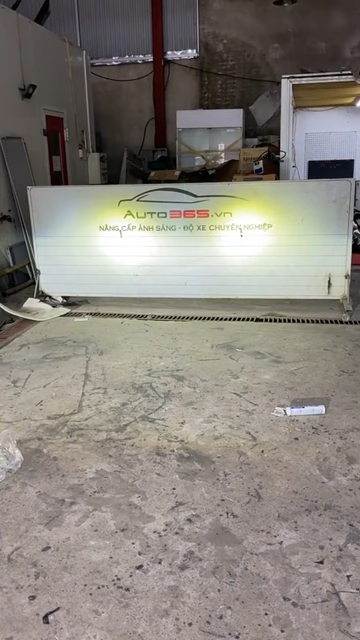 AUTO365.vn
NÂNG CẤP ÁNH SÁNG - ĐỘ XE CHUYÊN NGHIỆP